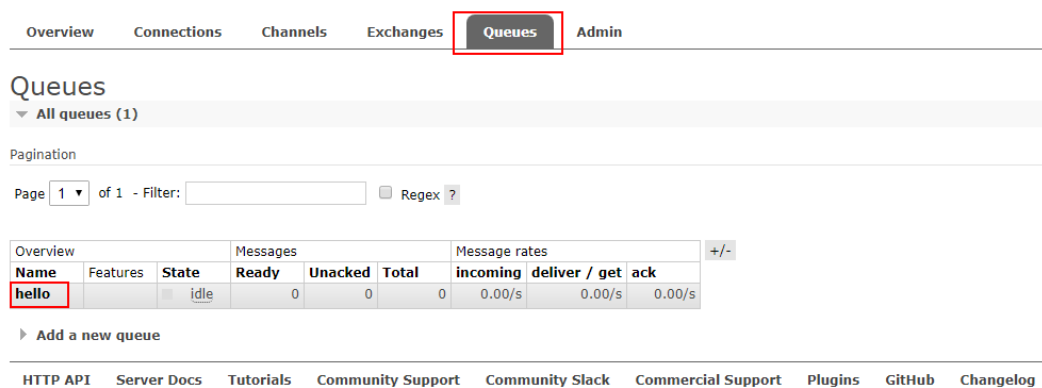 Overview Connections Channels Exchanges Queues Admin
Queues
All queues (1)
Pagination
Page 1 of 1 - Filter: Regex ?
Overview Messages Message rates +/-
Name Features State Ready Unacked Total incoming deliver / get ack
hello idle 0 0 0 0.00/s 0.00/s 0.00/s
Add a new queue
HTTP API Server Docs Tutorials Community Support Community Slack Commercial Support Plugins GitHub Changelog